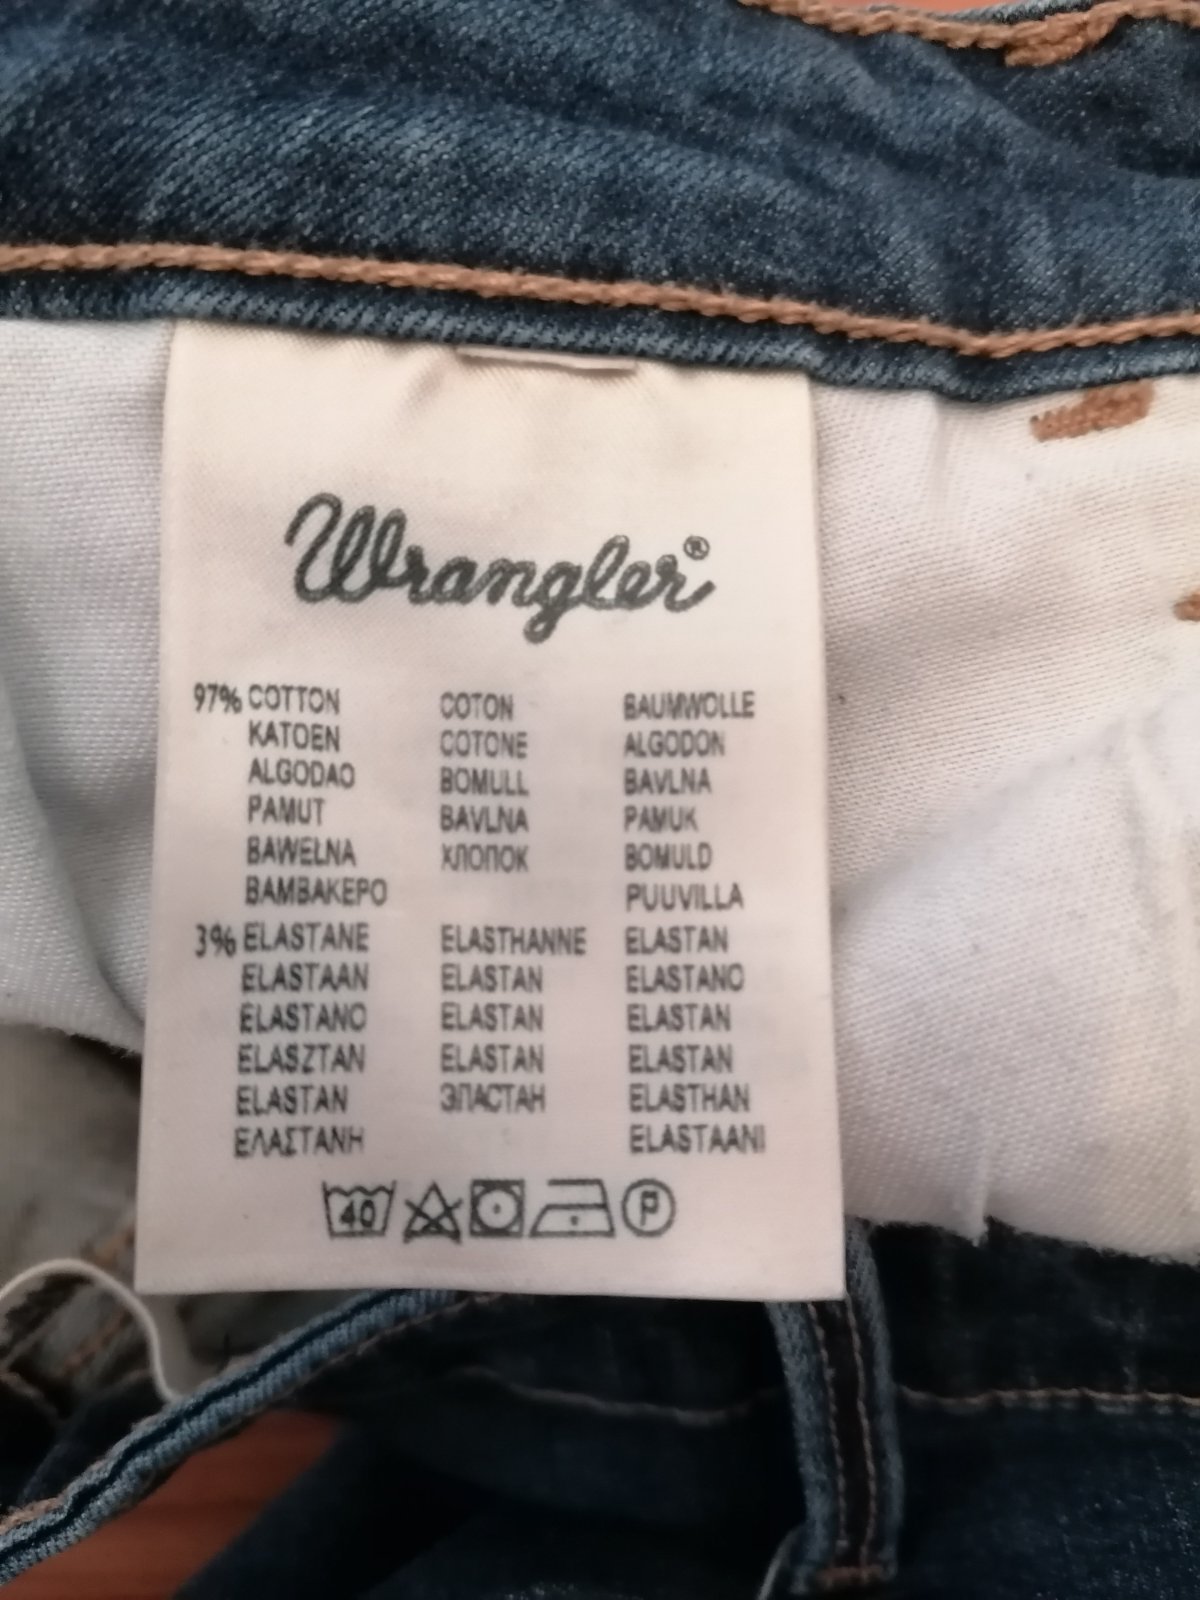 Wrangler®
97% COTTON COTON BAUMWOLLE
KATOEN COTONE ALGODON
ALGODAO BOMULL BAVLNA
PAMUT BAVLNA PAMUK
BAWEŁNA ХЛОПОК BOMULD
ΒΑΜΒΑΚΕΡΟ PUUVILLA
3% ELASTANE ELASTHANNE ELASTAN
ELASTAAN ELASTAN ELASTANO
ELASTANO ELASTAN ELASTAN
ELASZTAN ELASTAN ELASTAN
ELASTAN ЭЛАСТАН ELASTHAN
ΕΛΑΣΤΑΝΗ ELASTAANI
40 P